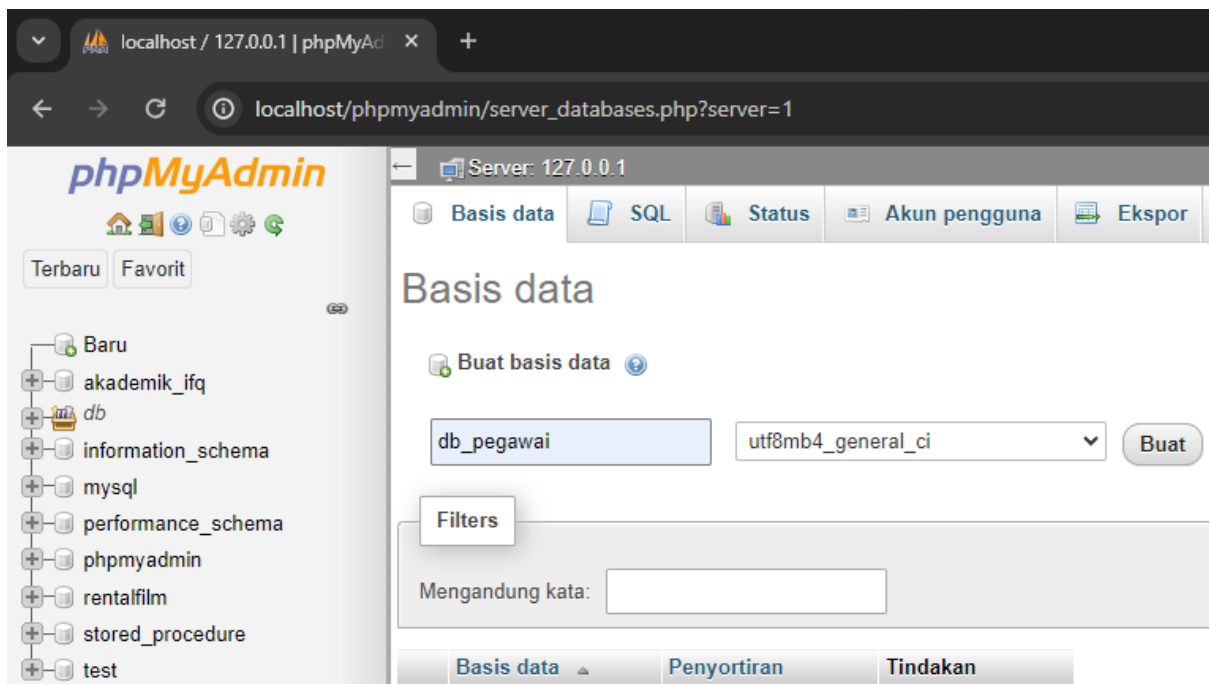 localhost / 127.0.0.1 | phpMyAd
localhost/phpmyadmin/server_databases.php?server=1
phpMyAdmin
Terbaru Favorit
Baru
akademik_ifq
db
information_schema
mysql
performance_schema
phpmyadmin
rentalfilm
stored_procedure
test
Server: 127.0.0.1
Basis data SQL Status Akun pengguna Ekspor
Basis data
Buat basis data
db_pegawai utf8mb4_general_ci Buat
Filters
Mengandung kata:
Basis data Penyortiran Tindakan